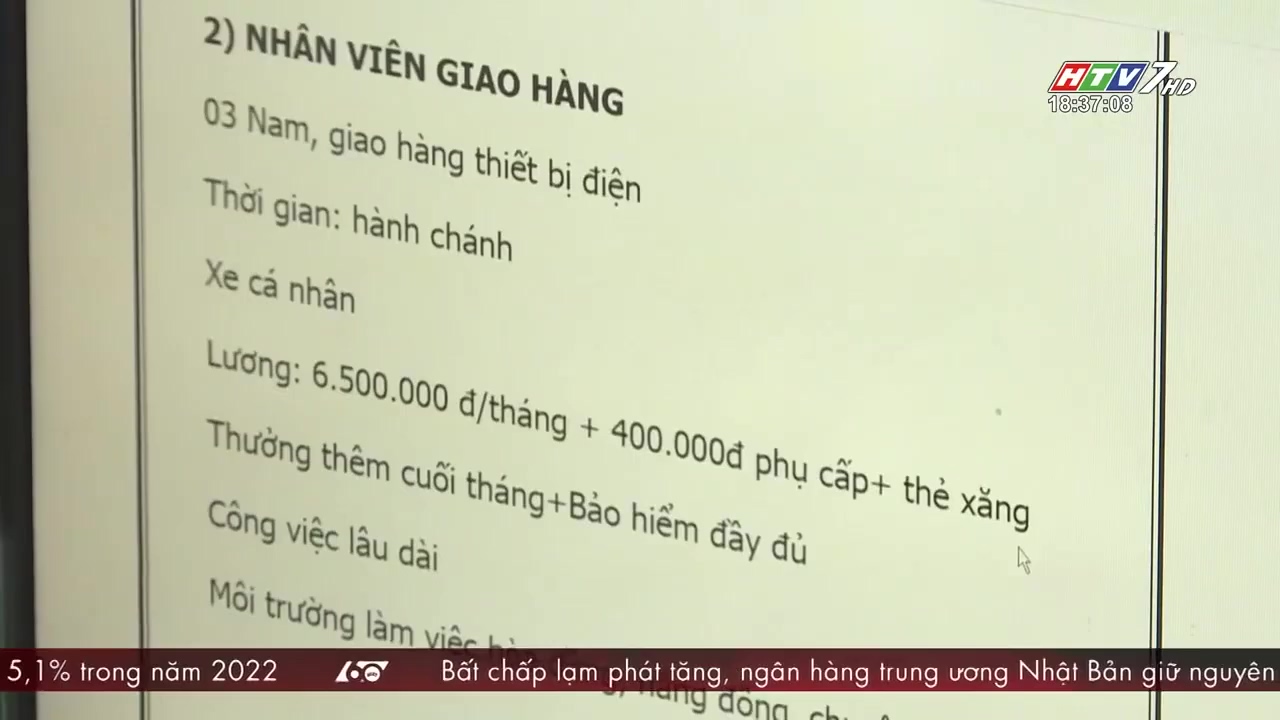 2) NHÂN VIÊN GIAO HÀNG
HTV7HD
18:37:08
03 Nam, giao hàng thiết bị điện
Thời gian: hành chánh
Xe cá nhân
Lương: 6.500.000 đ/tháng + 400.000đ phụ cấp+ thẻ xăng
Thưởng thêm cuối tháng+Bảo hiểm đầy đủ
Công việc lâu dài
Môi trường làm việc
5,1% trong năm 2022 60 Bất chấp lạm phát tăng, ngân hàng trung ương Nhật Bản giữ nguyên